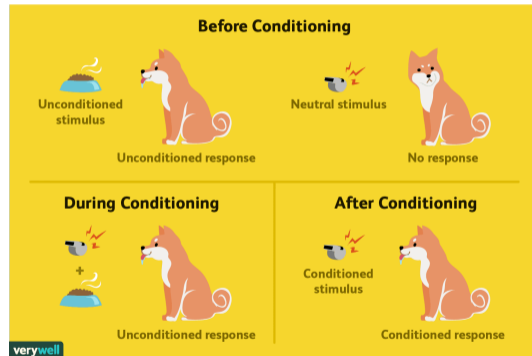 Before Conditioning
Unconditioned
stimulus
Unconditioned response
Neutral stimulus
No response
During Conditioning
+
Unconditioned response
After Conditioning
Conditioned
stimulus
Conditioned response
verywell